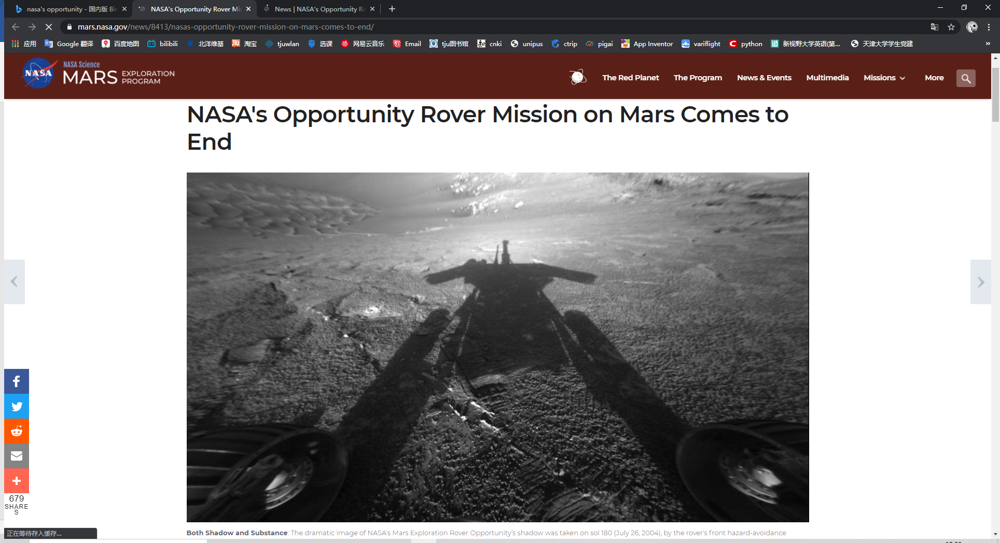 nasa's opportunity - 国内版 Bir
NASA's Opportunity Rover Mis
News | NASA's Opportunity Ro
mars.nasa.gov/news/8413/nasas-opportunity-rover-mission-on-mars-comes-to-end/
应用 Google 翻译 百度地图 bilibili 北洋维基 淘宝 tjuwlan 选课 网易云音乐 Email tju图书馆 cnki unipus ctrip pigai App Inventor variflight python 新视野大学英语(第... 天津大学学生党建 »
NASA
NASA Science
MARS EXPLORATION
PROGRAM
The Red Planet The Program News & Events Multimedia Missions More
NASA's Opportunity Rover Mission on Mars Comes to
End
679
SHARE
S
正在等待存入缓存...
Both Shadow and Substance: The dramatic image of NASA's Mars Exploration Rover Opportunity's shadow was taken on sol 180 (July 26, 2004), by the rover's front hazard-avoidance